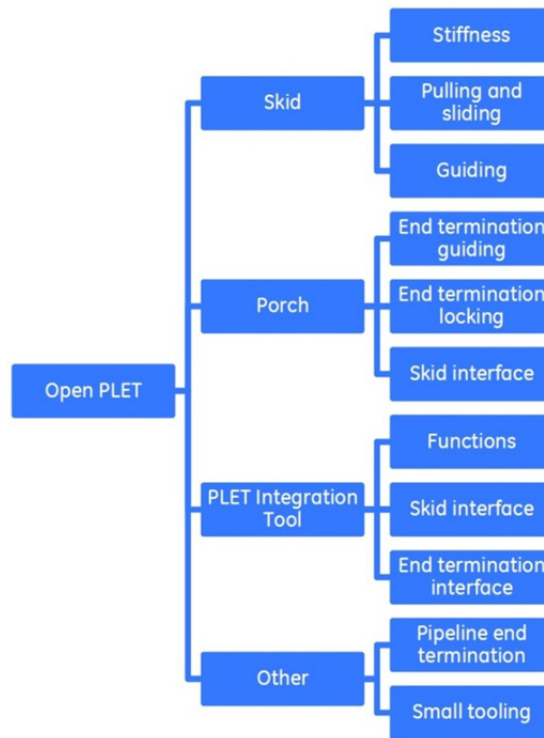 Stiffness
Skid
Pulling and
sliding
Guiding
End termination
guiding
Porch
End termination
locking
Skid interface
Open PLET
Functions
PLET Integration
Tool
Skid interface
End termination
interface
Pipeline end
termination
Other
Small tooling